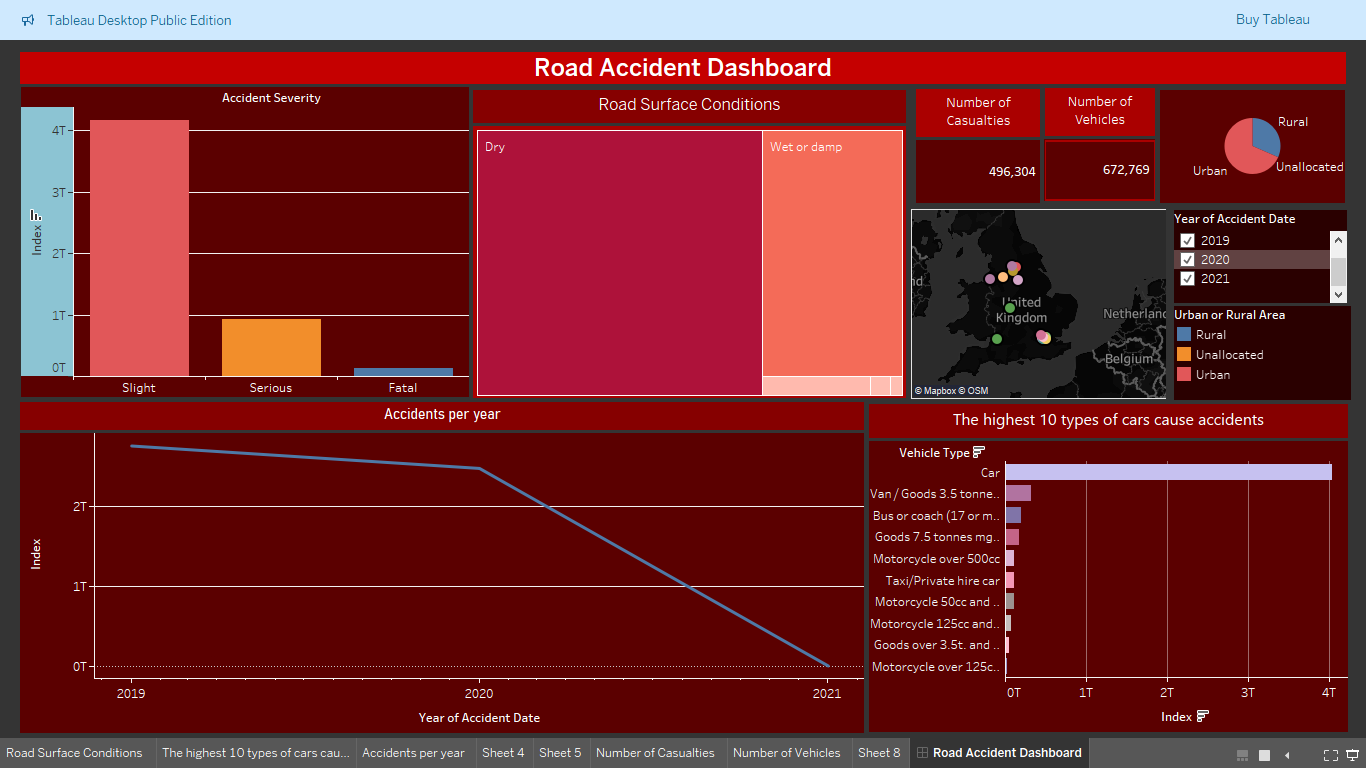 Tableau Desktop Public Edition
Buy Tableau
Road Accident Dashboard
Accident Severity
4T
3T
2T
1T
0T
Index
Slight
Serious
Fatal
Road Surface Conditions
Dry
Wet or damp
Number of
Casualties
496,304
Number of
Vehicles
672,769
Rural
Unallocated
Urban
nd
United
Kingdom
Netherland
Belgium
© Mapbox © OSM
Year of Accident Date
2019
2020
2021
Urban or Rural Area
Rural
Unallocated
Urban
Accidents per year
2T
1T
0T
Index
2019
2020
2021
Year of Accident Date
The highest 10 types of cars cause accidents
Vehicle Type
Car
Van / Goods 3.5 tonne..
Bus or coach (17 or m..
Goods 7.5 tonnes mg..
Motorcycle over 500cc
Taxi/Private hire car
Motorcycle 50cc and ..
Motorcycle 125cc and..
Goods over 3.5t. and ..
Motorcycle over 125c..
0T
1T
2T
3T
4T
Index
Road Surface Conditions
The highest 10 types of cars cau...
Accidents per year
Sheet 4
Sheet 5
Number of Casualties
Number of Vehicles
Sheet 8
Road Accident Dashboard